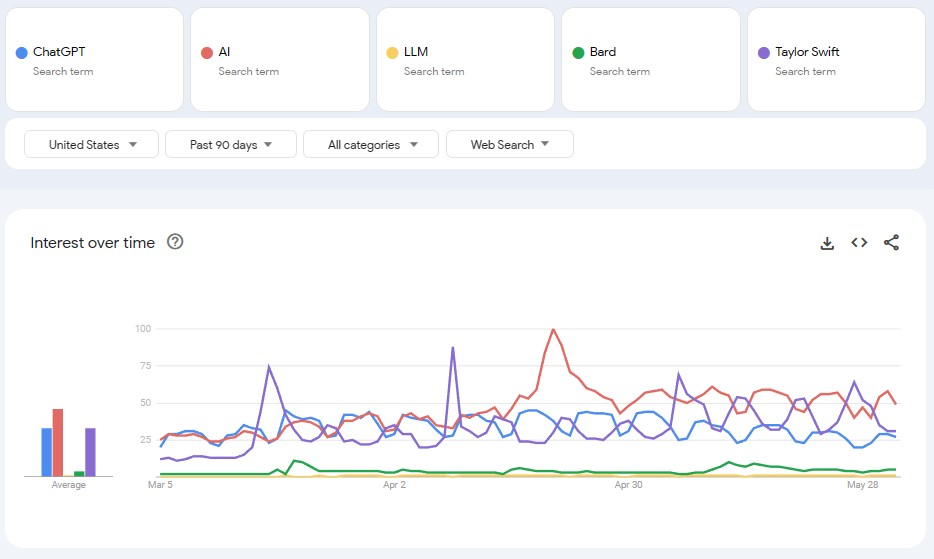 ChatGPT
Search term
AI
Search term
LLM
Search term
Bard
Search term
Taylor Swift
Search term
United States
Past 90 days
All categories
Web Search
Interest over time
100
75
50
25
Average
Mar 5
Apr 2
Apr 30
May 28